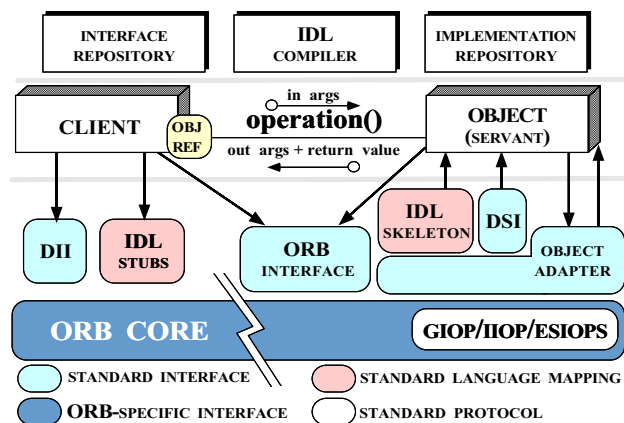 INTERFACE
REPOSITORY
IDL
COMPILER
IMPLEMENTATION
REPOSITORY
CLIENT
OBJ
REF
in args
operation()
out args + return value
OBJECT
(SERVANT)
DII
IDL
STUBS
ORB
INTERFACE
IDL
SKELETON
DSI
OBJECT
ADAPTER
ORB CORE
GIOP/IIOP/ESIOPS
STANDARD INTERFACE
STANDARD LANGUAGE MAPPING
ORB-SPECIFIC INTERFACE
STANDARD PROTOCOL